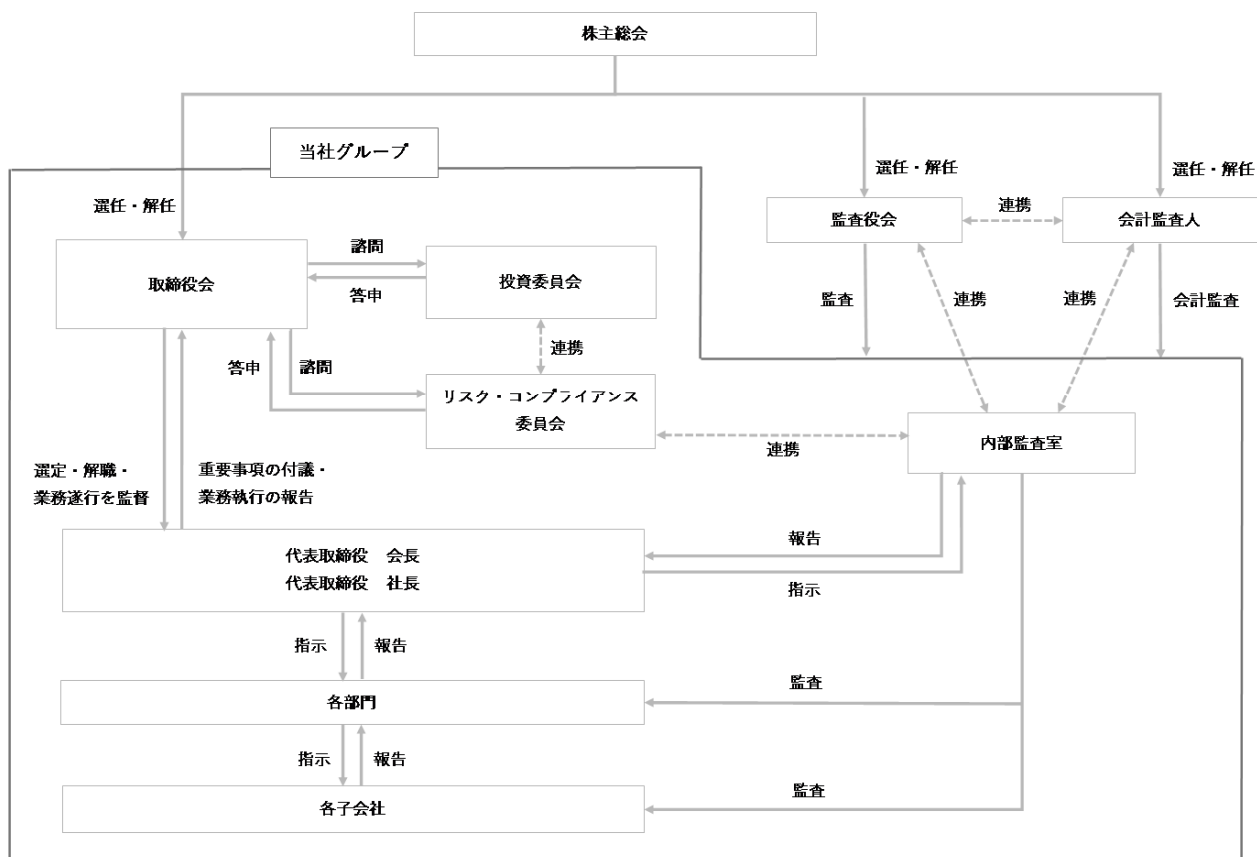 株主総会
当社グループ
選任・解任
選任・解任
選任・解任
監査役会
連携
会計監査人
取締役会
諮問
答申
投資委員会
監査
連携
連携
会計監査
連携
答申
諮問
リスク・コンプライアンス
委員会
連携
内部監査室
選定・解職・
業務遂行を監督
重要事項の付議・
業務執行の報告
代表取締役　会長
代表取締役　社長
報告
指示
指示
報告
各部門
監査
指示
報告
各子会社
監査